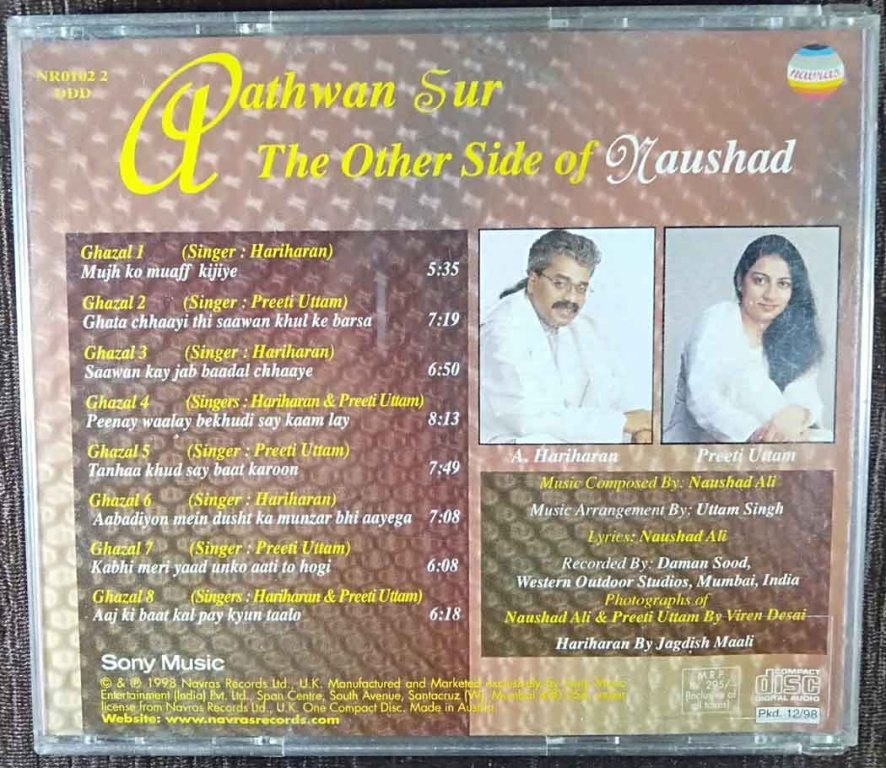 NR0102 2
DDD
navras
Aathwan Sur
The Other Side of Naushad
Ghazal 1 (Singer : Hariharan)
Mujh ko muaff kijiye 5:35
Ghazal 2 (Singer : Preeti Uttam)
Ghata chhaayi thi saawan khul ke barsa 7:19
Ghazal 3 (Singer : Hariharan)
Saawan kay jab baadal chhaaye 6:50
Ghazal 4 (Singers : Hariharan & Preeti Uttam)
Peenay waalay bekhudi say kaam lay 8:13
Ghazal 5 (Singer : Preeti Uttam)
Tanhaa khud say baat karoon 7:49
Ghazal 6 (Singer : Hariharan)
Aabadiyon mein dusht ka munzar bhi aayega 7:08
Ghazal 7 (Singer : Preeti Uttam)
Kabhi meri yaad unko aati to hogi 6:08
Ghazal 8 (Singers : Hariharan & Preeti Uttam)
Aaj ki baat kal pay kyun taalo 6:18
A. Hariharan
Preeti Uttam
Music Composed By: Naushad Ali
Music Arrangement By: Uttam Singh
Lyrics: Naushad Ali
Recorded By: Daman Sood,
Western Outdoor Studios, Mumbai, India
Photographs of
Naushad Ali & Preeti Uttam By Viren Desai
Hariharan By Jagdish Maali
Sony Music
© & ℗ 1998 Navras Records Ltd., U.K. Manufactured and Marketed Music
Entertainment (India) Pvt. Ltd., Span Centre, South Avenue, Santacruz (W), Mumbai
license from Navras Records Ltd., U.K. One Compact Disc. Made in Austria
Website: www.navrasrecords.com
M.R.P.
295/-
(Inclusive of
all taxes)
COMPACT
disc
DIGITAL AUDIO
Pkd. 12/98